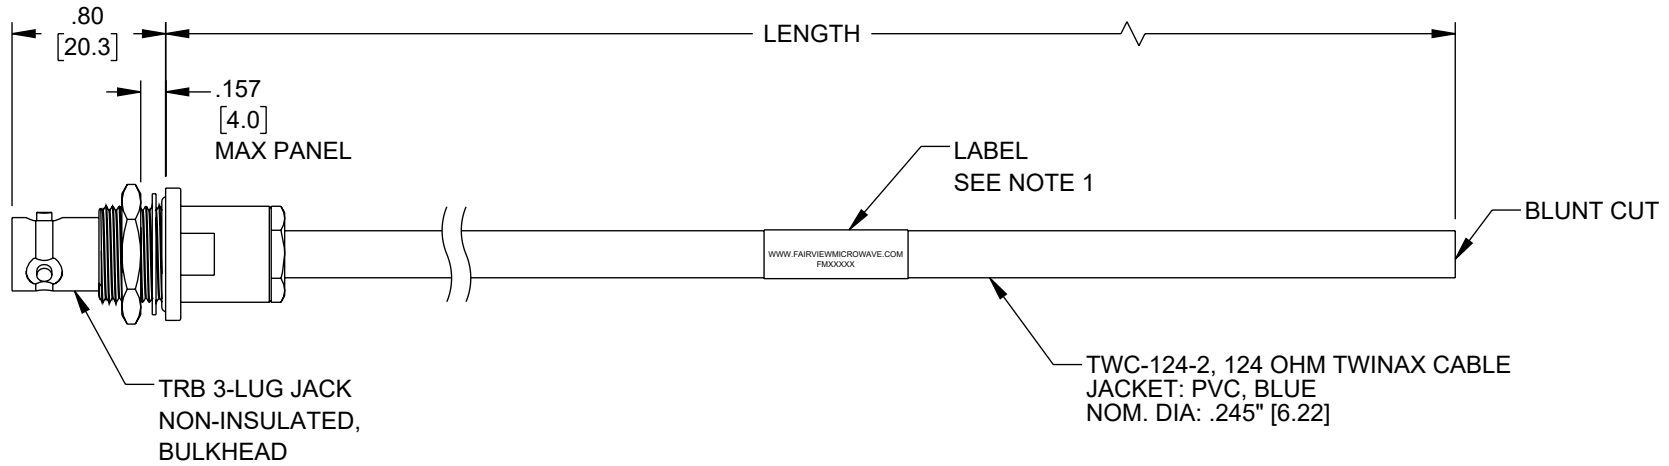 .80
[20.3]
LENGTH
.157
[4.0]
MAX PANEL
LABEL
SEE NOTE 1
BLUNT CUT
WWW.FAIRVIEWMICROWAVE.COM
FMXXXXX
TWC-124-2, 124 OHM TWINAX CABLE
JACKET: PVC, BLUE
NOM. DIA: .245" [6.22]
TRB 3-LUG JACK
NON-INSULATED,
BULKHEAD